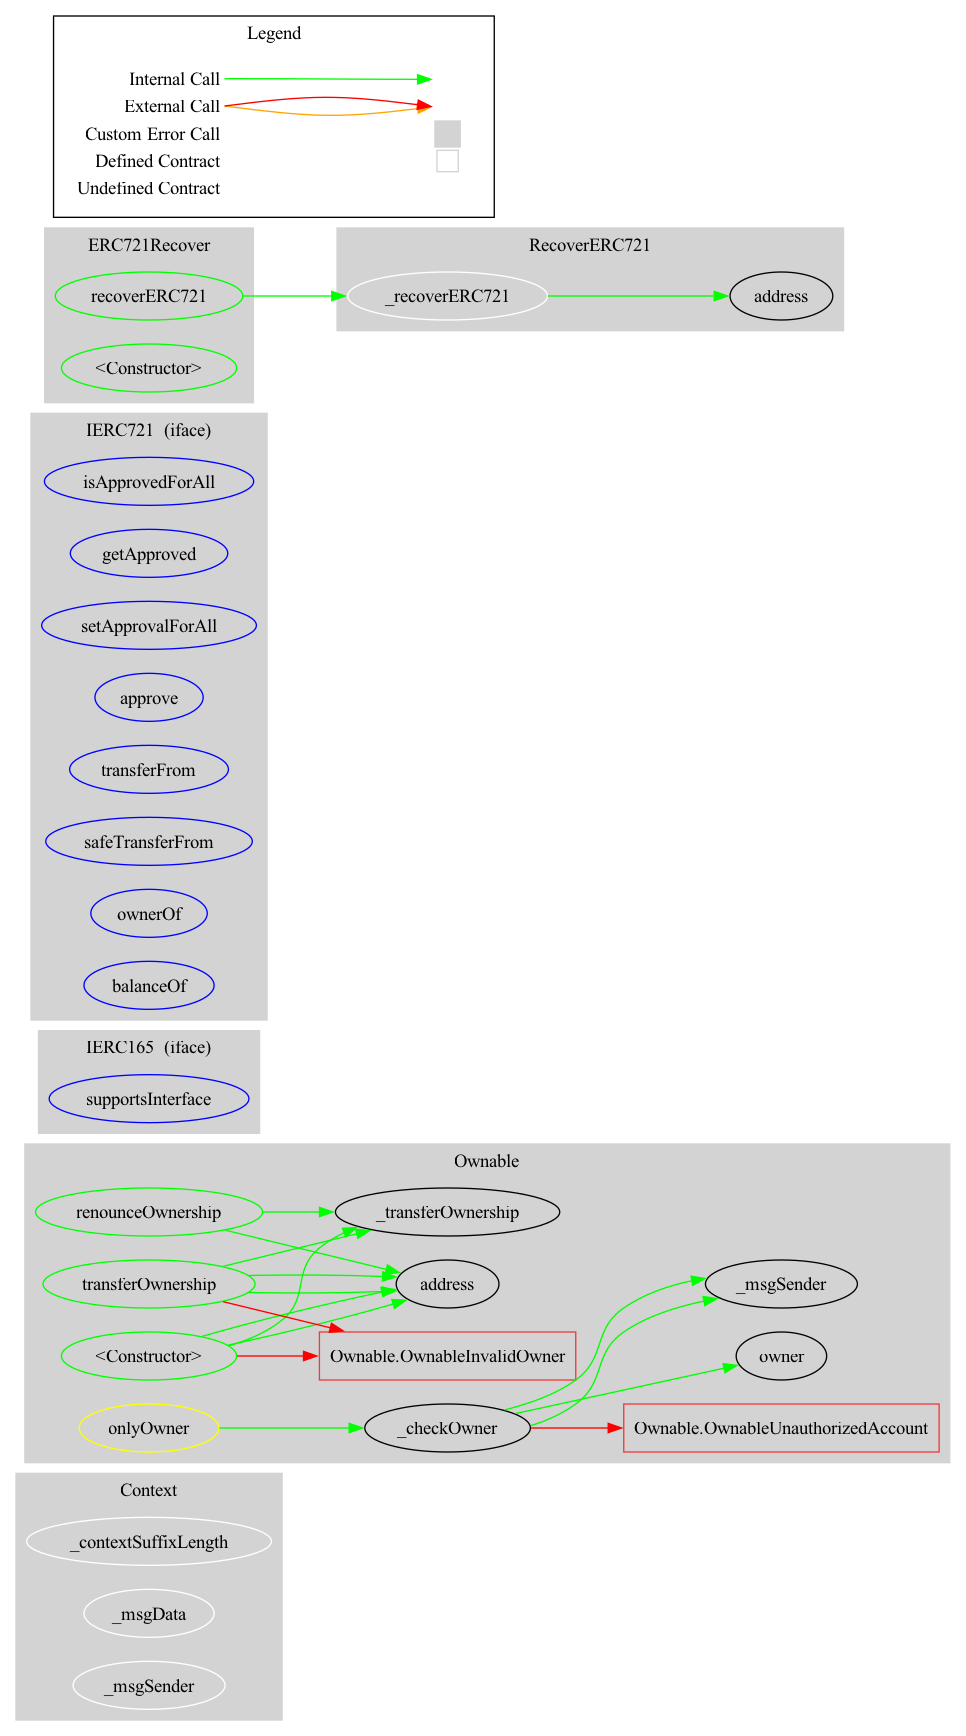 Legend
Internal Call
External Call
Custom Error Call
Defined Contract
Undefined Contract
ERC721Recover
recoverERC721
<Constructor>
RecoverERC721
_recoverERC721
address
IERC721  (iface)
isApprovedForAll
getApproved
setApprovalForAll
approve
transferFrom
safeTransferFrom
ownerOf
balanceOf
IERC165  (iface)
supportsInterface
Ownable
renounceOwnership
_transferOwnership
transferOwnership
address
_msgSender
<Constructor>
Ownable.OwnableInvalidOwner
owner
onlyOwner
_checkOwner
Ownable.OwnableUnauthorizedAccount
Context
_contextSuffixLength
_msgData
_msgSender